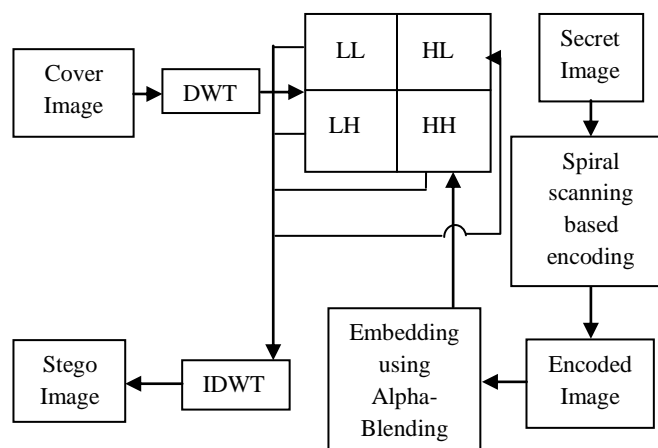 Cover
Image
DWT
LL
HL
LH
HH
Secret
Image
Spiral
scanning
based
encoding
Stego
Image
IDWT
Embedding
using
Alpha-
Blending
Encoded
Image